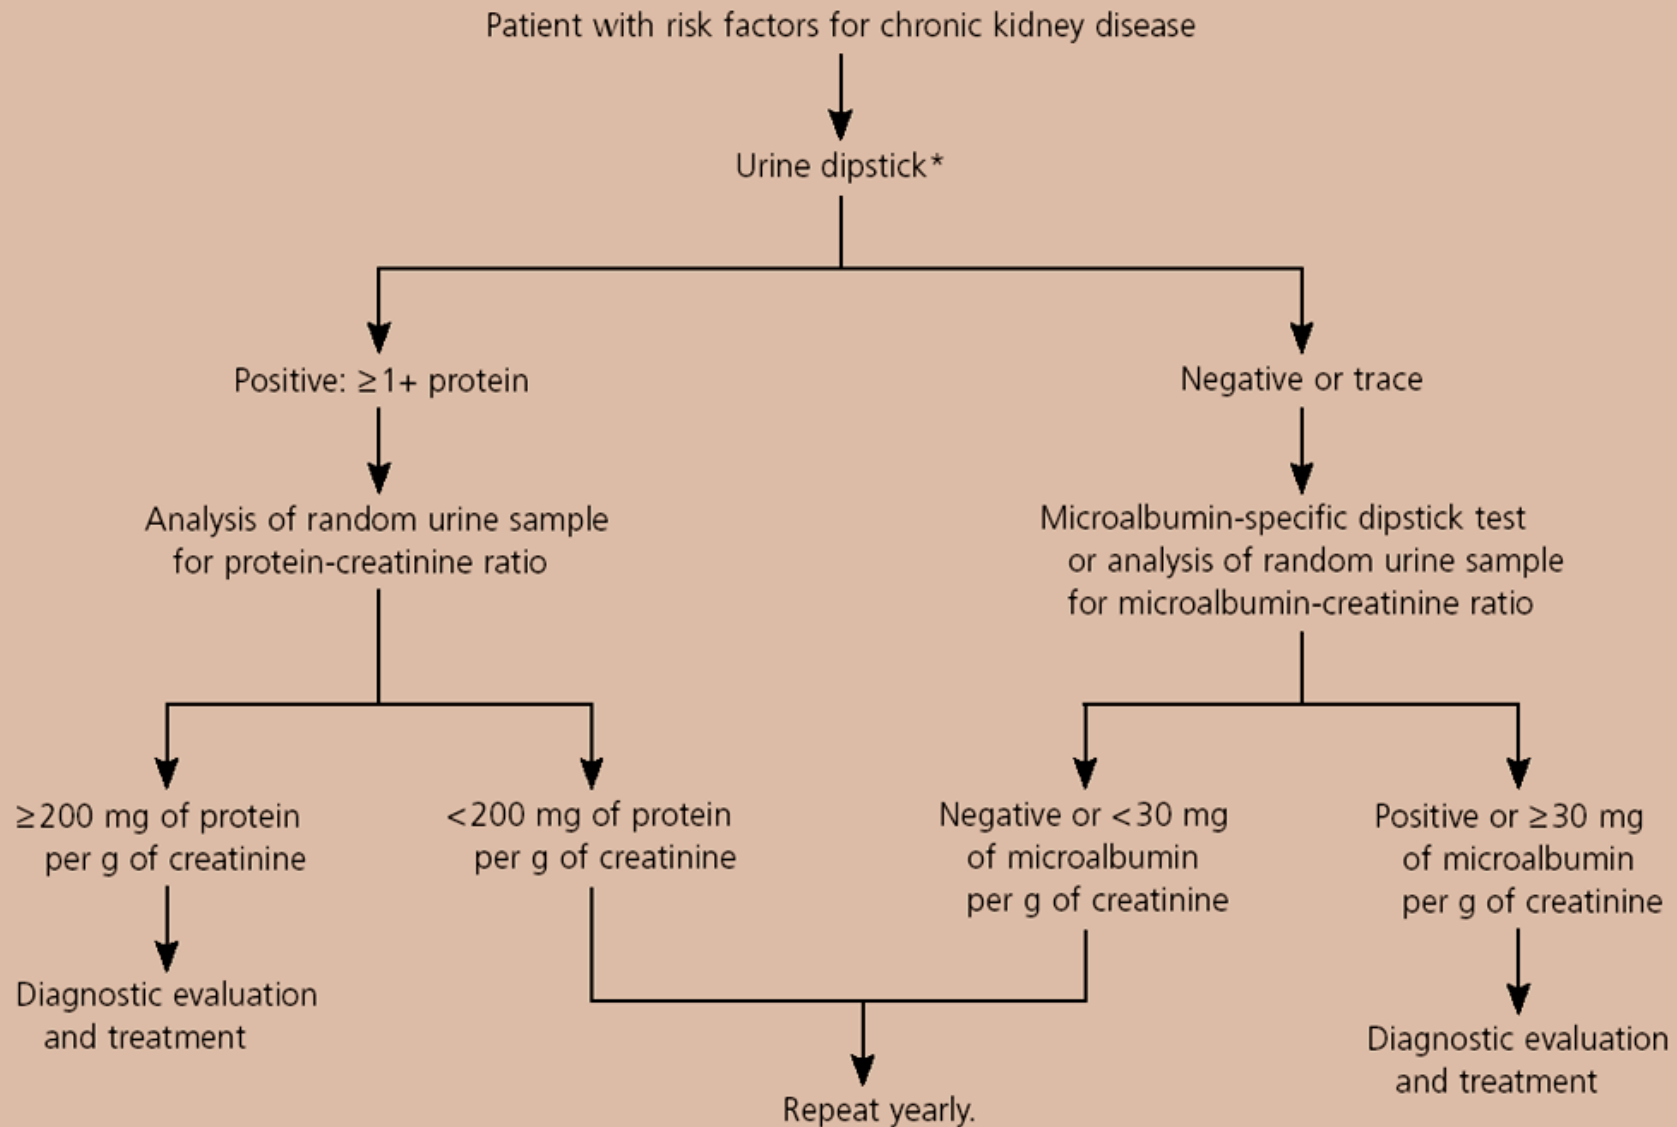 Patient with risk factors for chronic kidney disease
Urine dipstick*
Positive: ≥1+ protein
Negative or trace
Analysis of random urine sample
for protein-creatinine ratio
Microalbumin-specific dipstick test
or analysis of random urine sample
for microalbumin-creatinine ratio
≥200 mg of protein
per g of creatinine
<200 mg of protein
per g of creatinine
Negative or <30 mg
of microalbumin
per g of creatinine
Positive or ≥30 mg
of microalbumin
per g of creatinine
Diagnostic evaluation
and treatment
Diagnostic evaluation
and treatment
Repeat yearly.